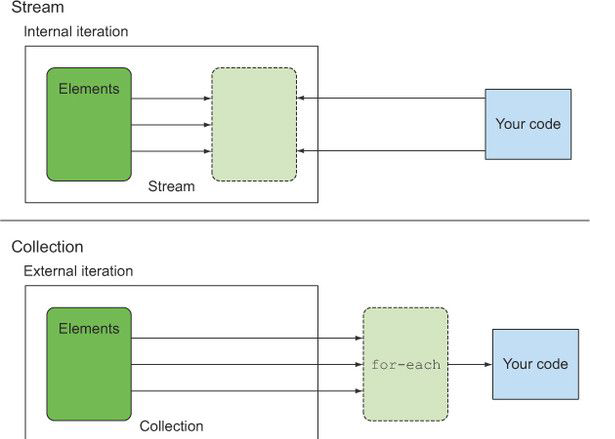 Stream
Internal iteration
Elements
Your code
Stream
Collection
External iteration
Elements
for-each
Your code
Collection